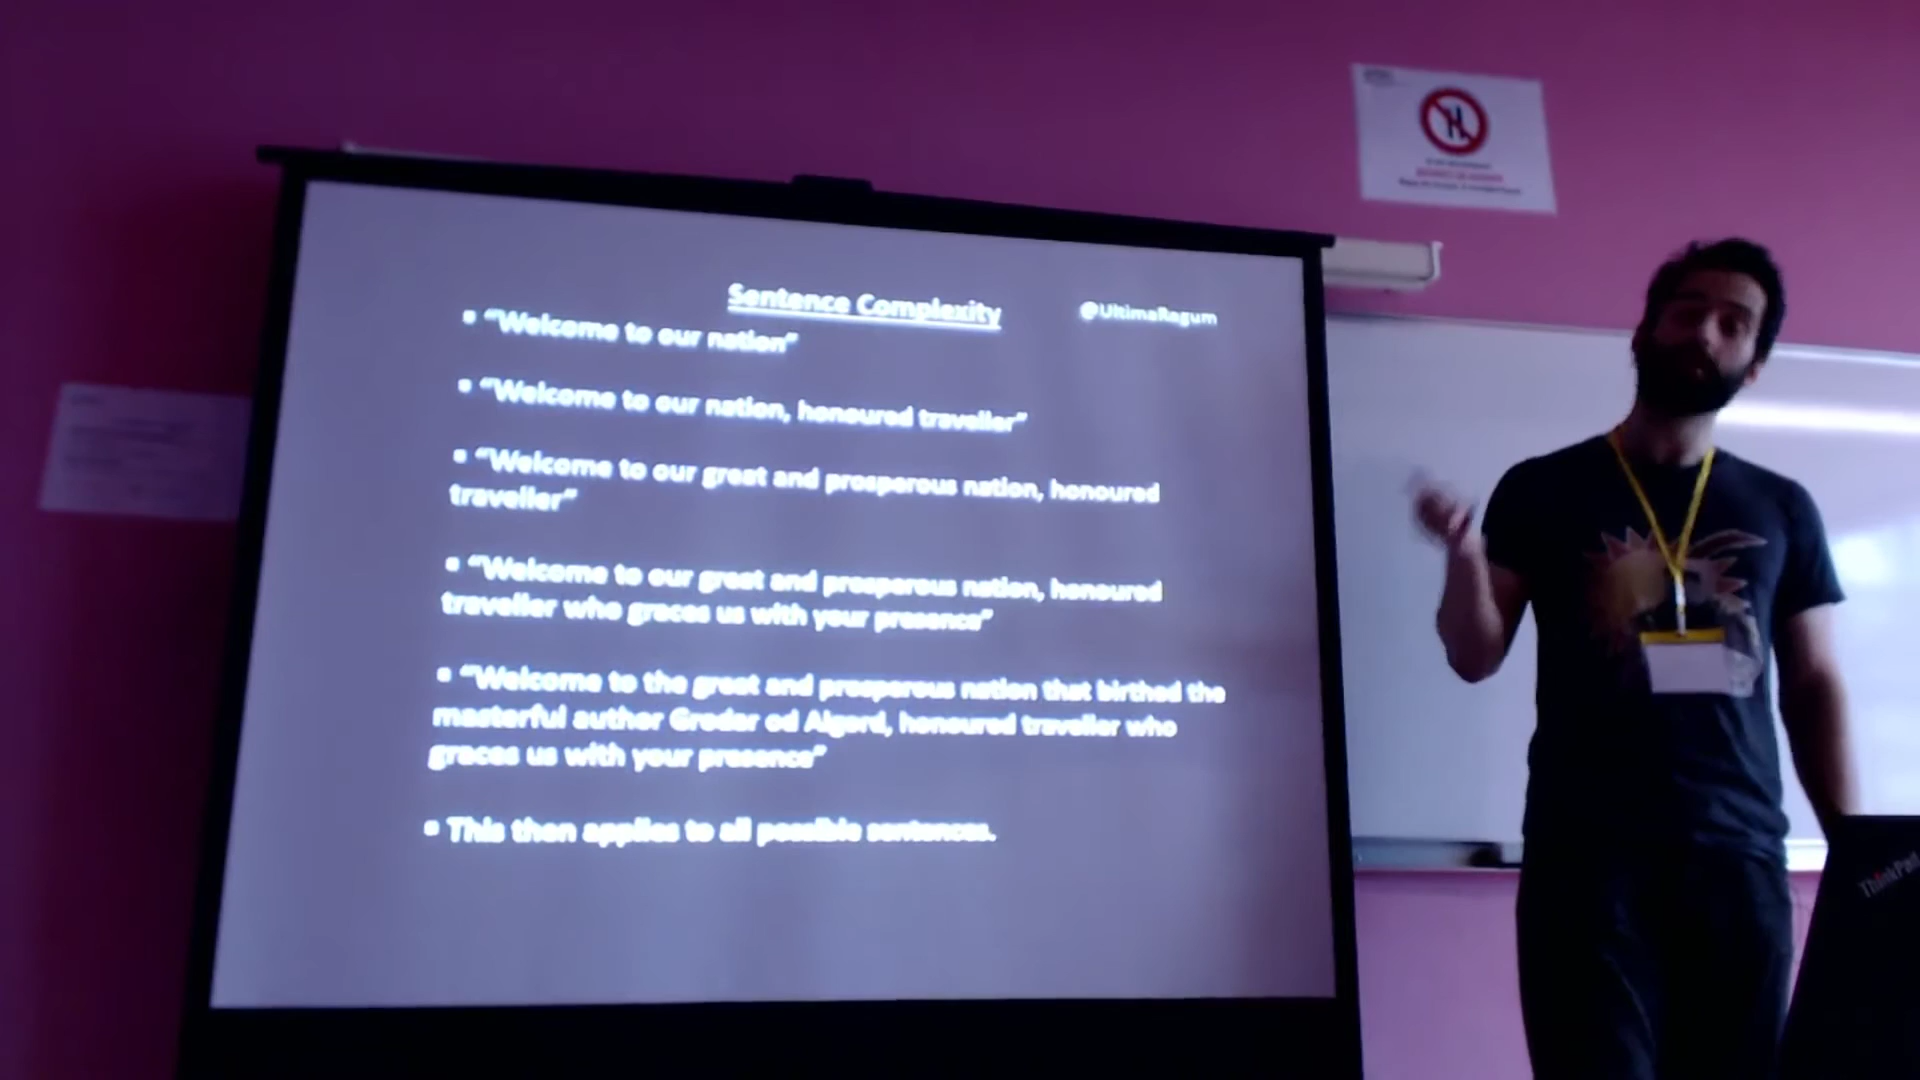 Sentence Complexity
@UltimaRagum
▪ “Welcome to our nation”
▪ “Welcome to our nation, honoured traveller”
▪ “Welcome to our great and prosperous nation, honoured
traveller”
▪ “Welcome to our great and prosperous nation, honoured
traveller who graces us with your presence”
▪ “Welcome to the great and prosperous nation that birthed the
masterful author Greder od Algerd, honoured traveller who
graces us with your presence”
▪ This then applies to all possible sentences.
ThinkPad